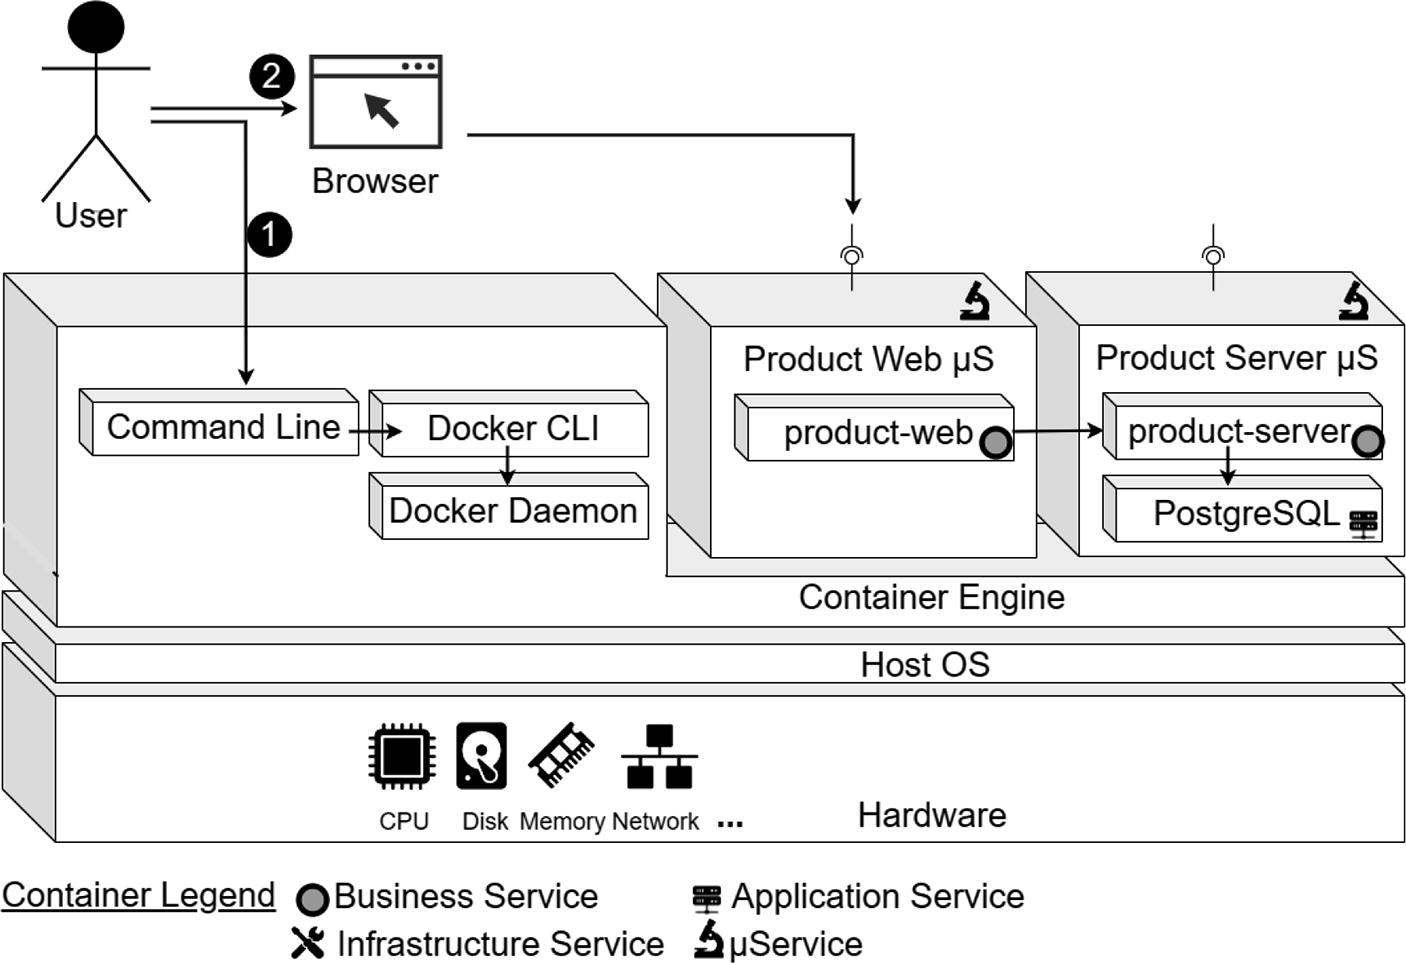 2
Browser
User
1
Product Web µS
Product Server µS
Command Line
Docker CLI
product-web
product-server
Docker Daemon
PostgreSQL
Container Engine
Host OS
CPU
Disk
Memory
Network
...
Hardware
Container Legend
Business Service
Application Service
Infrastructure Service
µService